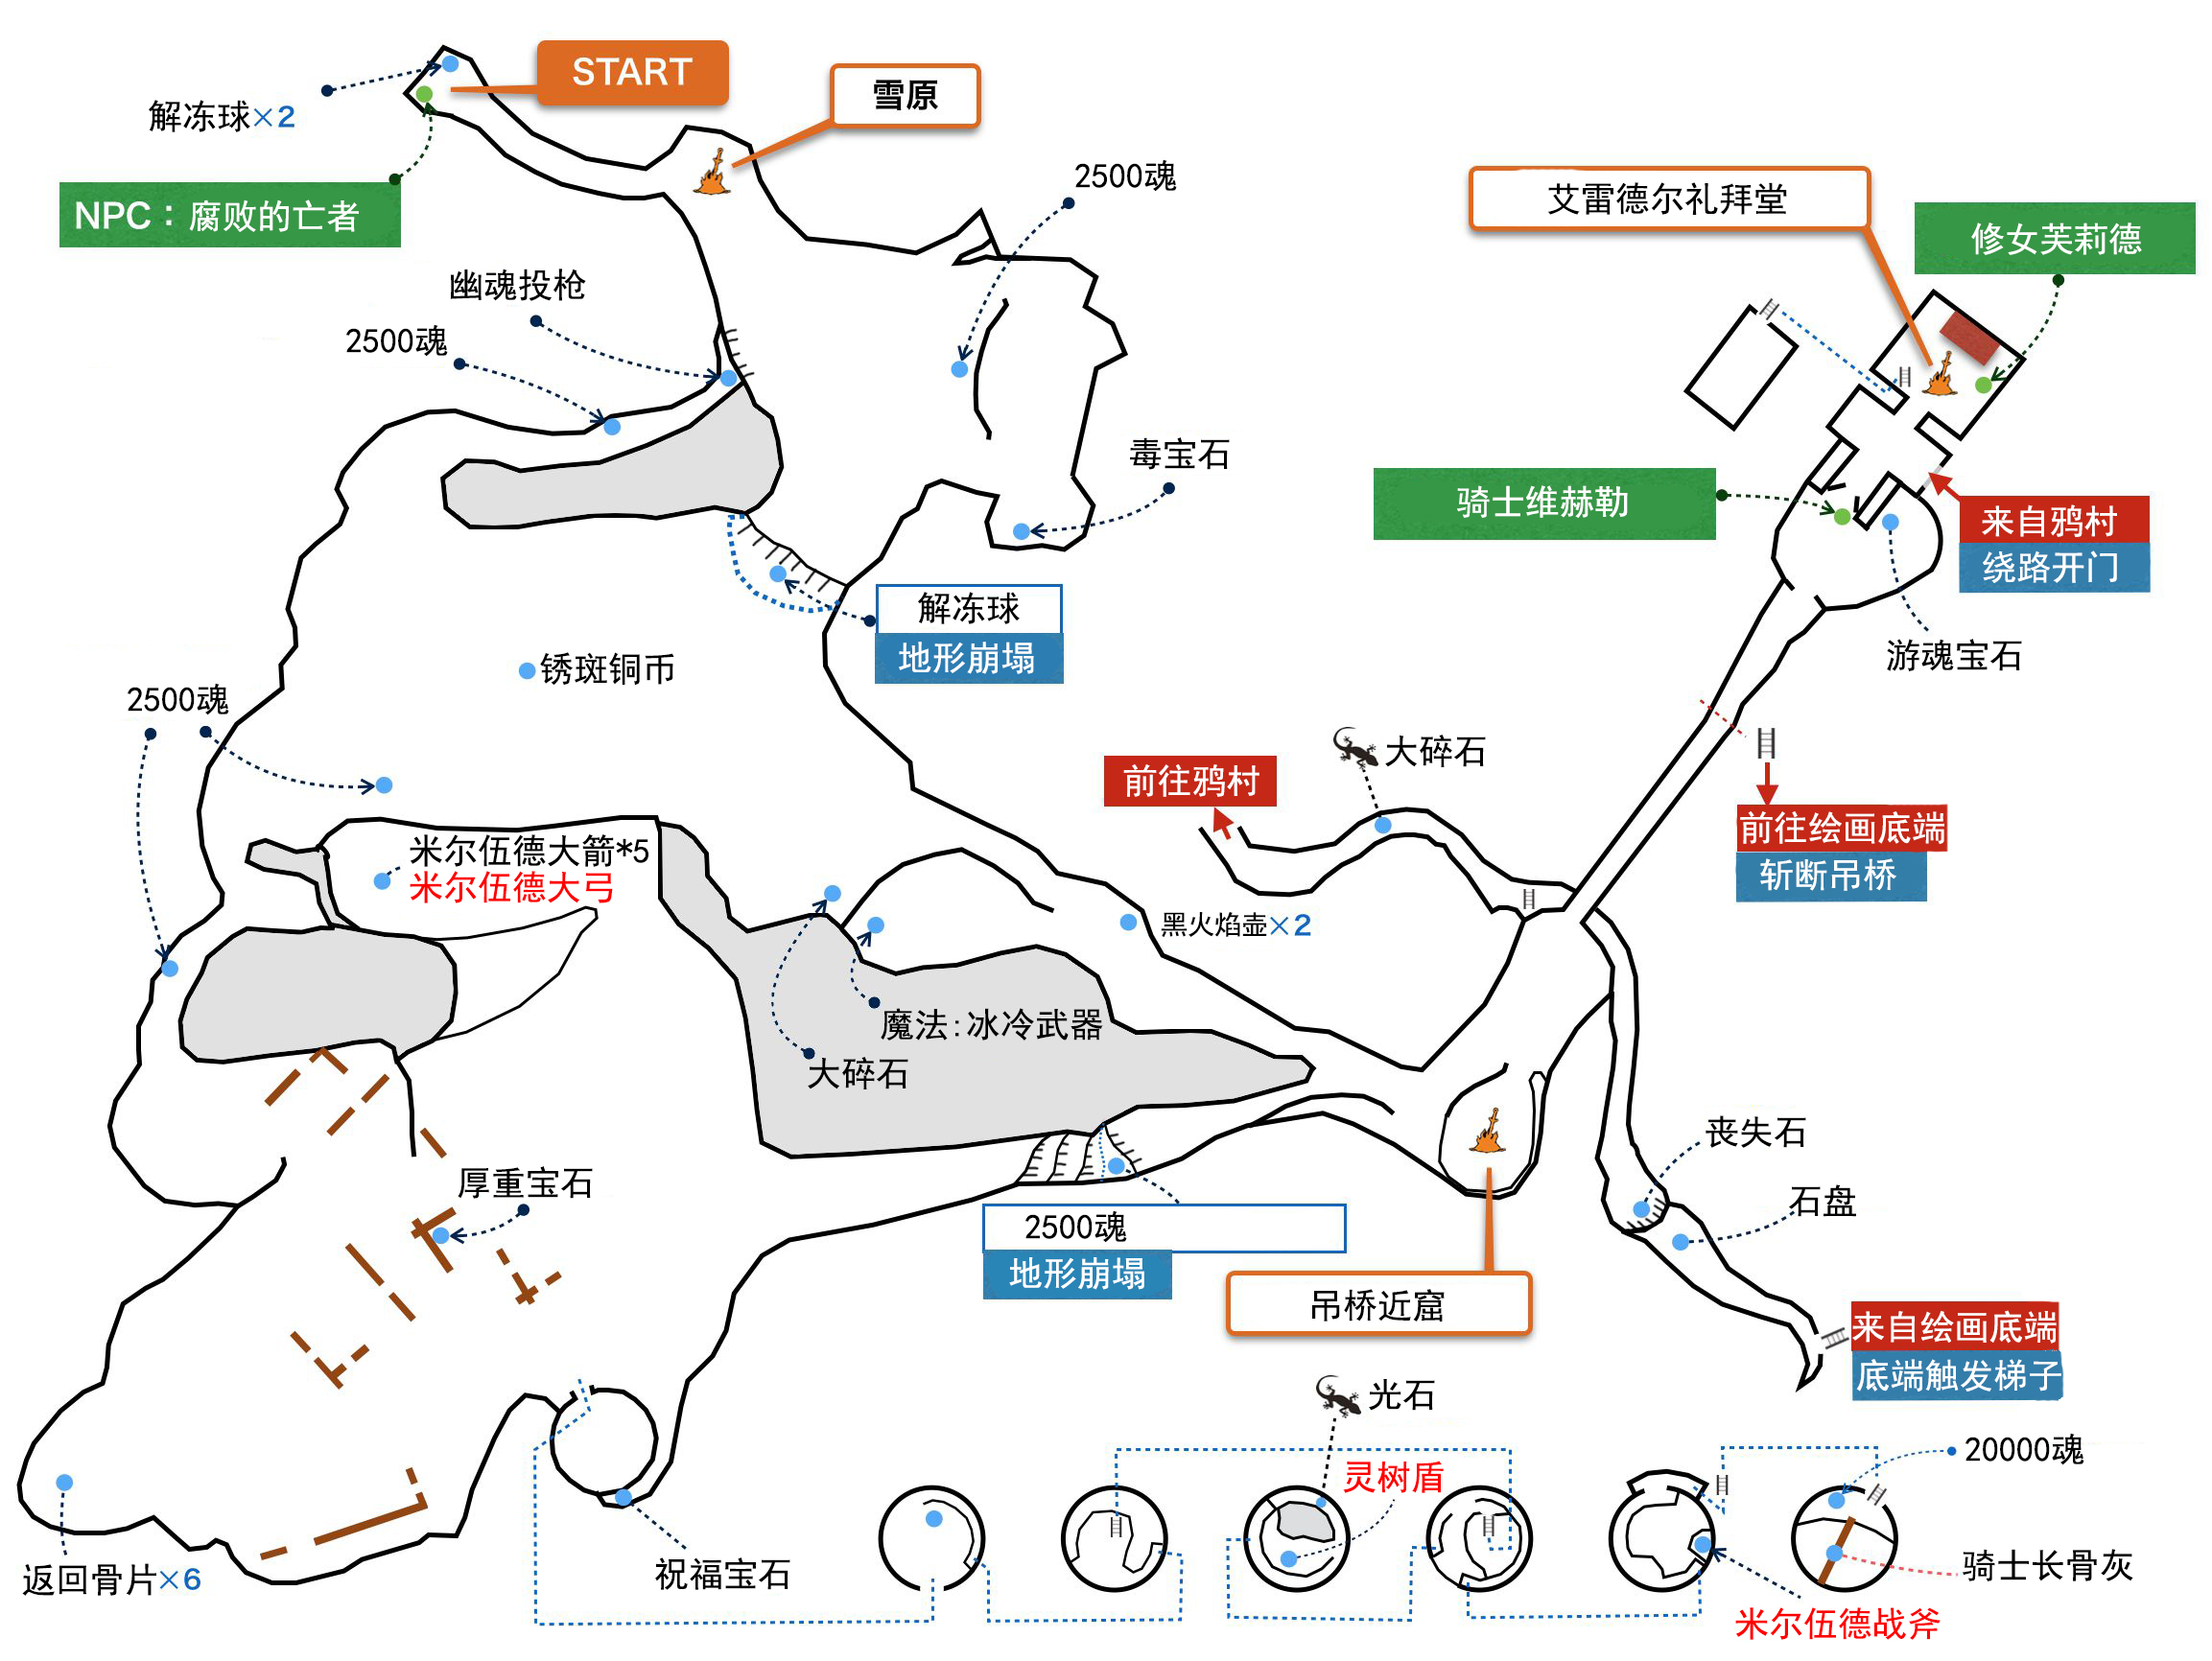 START
雪原
解冻球×2
NPC：腐败的亡者
2500魂
艾雷德尔礼拜堂
修女芙莉德
幽魂投枪
2500魂
毒宝石
骑士维赫勒
来自鸦村
绕路开门
解冻球
地形崩塌
游魂宝石
锈斑铜币
2500魂
大碎石
前往鸦村
前往绘画底端
斩断吊桥
米尔伍德大箭*5
米尔伍德大弓
黑火焰壶×2
魔法:冰冷武器
大碎石
丧失石
厚重宝石
石盘
2500魂
地形崩塌
吊桥近窟
来自绘画底端
底端触发梯子
光石
灵树盾
20000魂
返回骨片×6
祝福宝石
骑士长骨灰
米尔伍德战斧